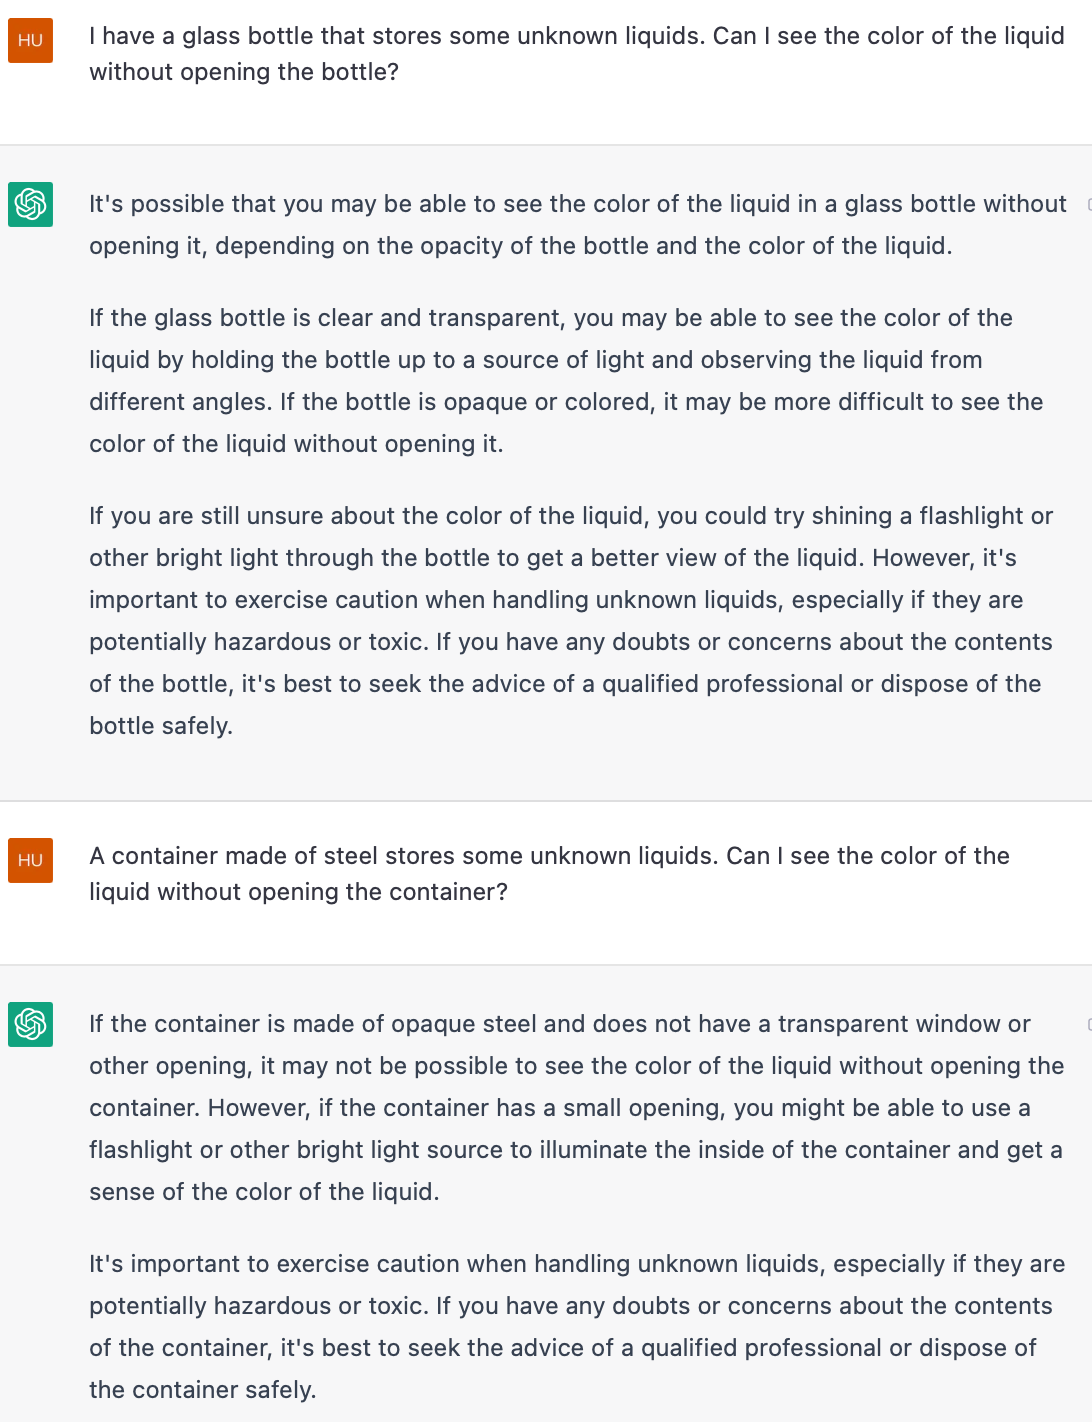 HU
I have a glass bottle that stores some unknown liquids. Can I see the color of the liquid
without opening the bottle?
It's possible that you may be able to see the color of the liquid in a glass bottle without
opening it, depending on the opacity of the bottle and the color of the liquid.
If the glass bottle is clear and transparent, you may be able to see the color of the
liquid by holding the bottle up to a source of light and observing the liquid from
different angles. If the bottle is opaque or colored, it may be more difficult to see the
color of the liquid without opening it.
If you are still unsure about the color of the liquid, you could try shining a flashlight or
other bright light through the bottle to get a better view of the liquid. However, it's
important to exercise caution when handling unknown liquids, especially if they are
potentially hazardous or toxic. If you have any doubts or concerns about the contents
of the bottle, it's best to seek the advice of a qualified professional or dispose of the
bottle safely.
HU
A container made of steel stores some unknown liquids. Can I see the color of the
liquid without opening the container?
If the container is made of opaque steel and does not have a transparent window or
other opening, it may not be possible to see the color of the liquid without opening the
container. However, if the container has a small opening, you might be able to use a
flashlight or other bright light source to illuminate the inside of the container and get a
sense of the color of the liquid.
It's important to exercise caution when handling unknown liquids, especially if they are
potentially hazardous or toxic. If you have any doubts or concerns about the contents
of the container, it's best to seek the advice of a qualified professional or dispose of
the container safely.